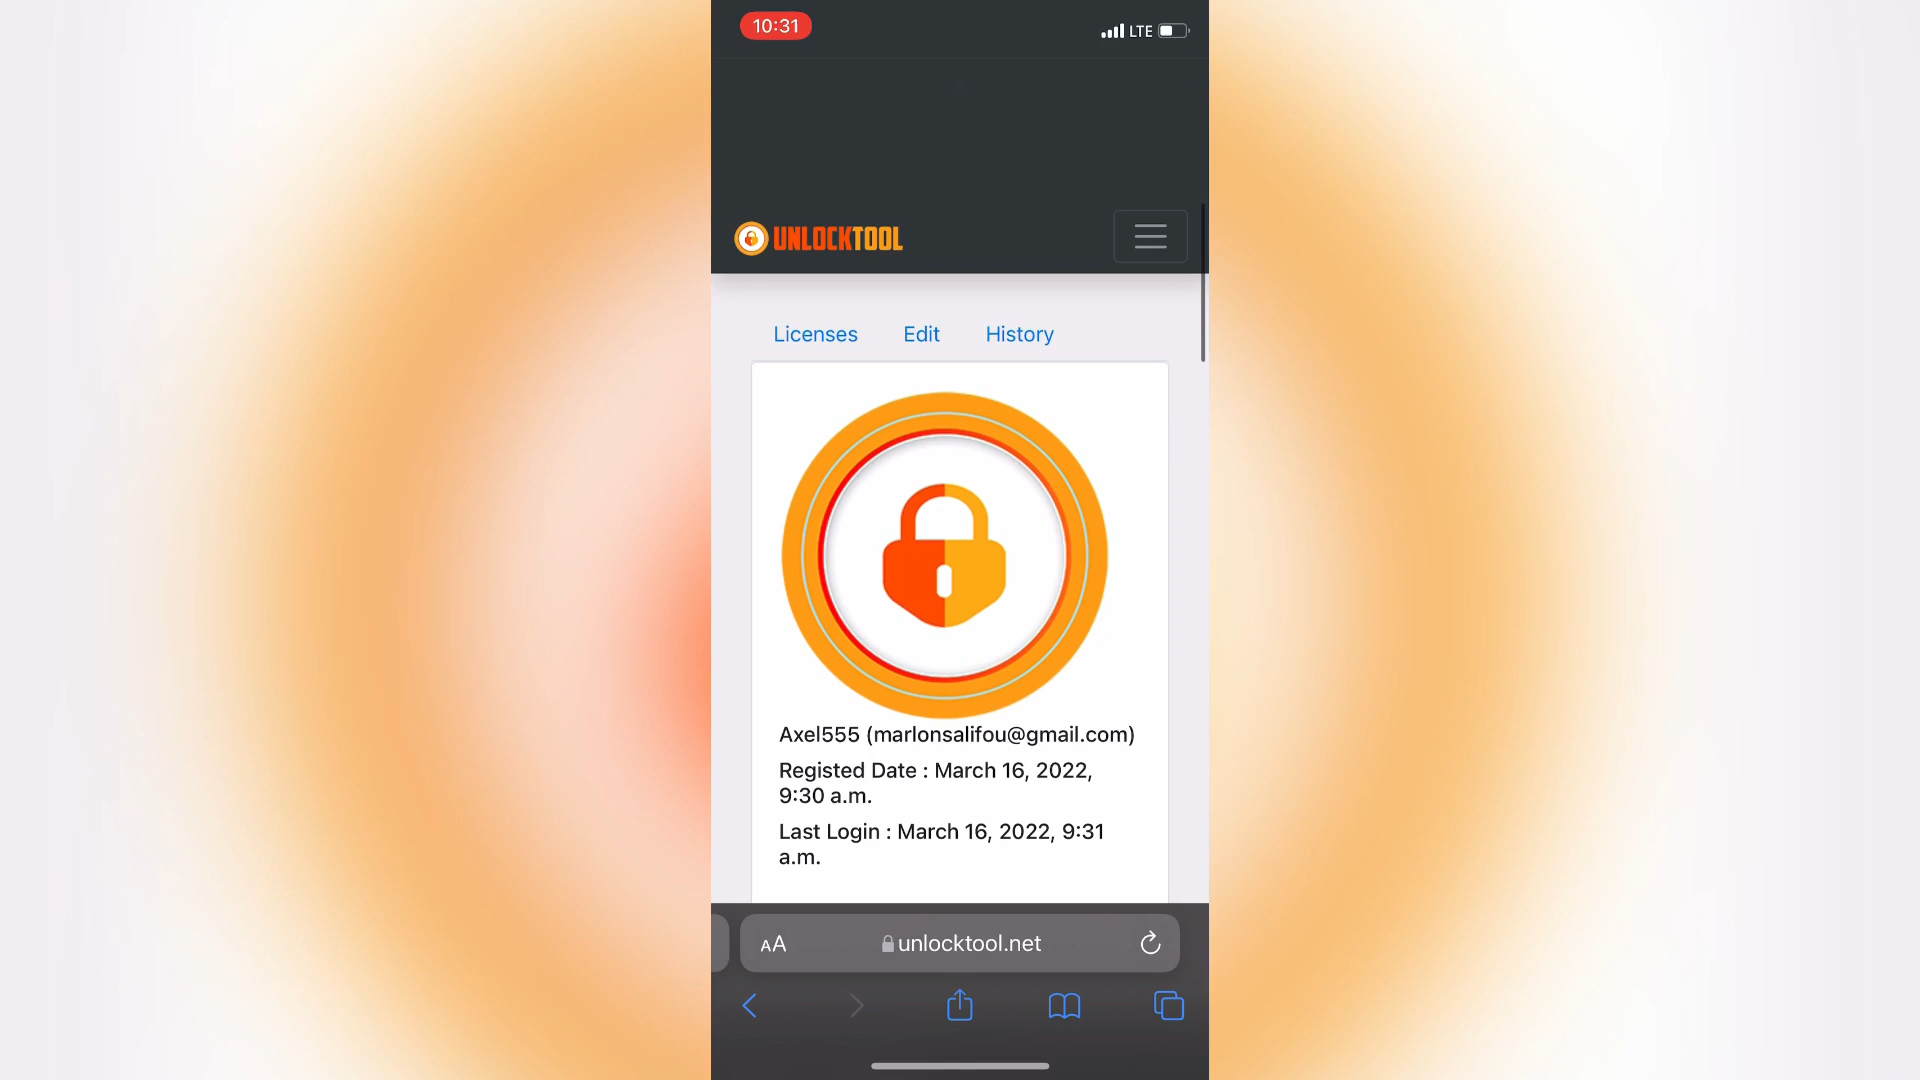 10:31
LTE
UNLOCKTOOL
Licenses Edit History
Axel555 (marlonsalifou@gmail.com)
Registed Date : March 16, 2022,
9:30 a.m.
Last Login : March 16, 2022, 9:31
a.m.
AA unlocktool.net